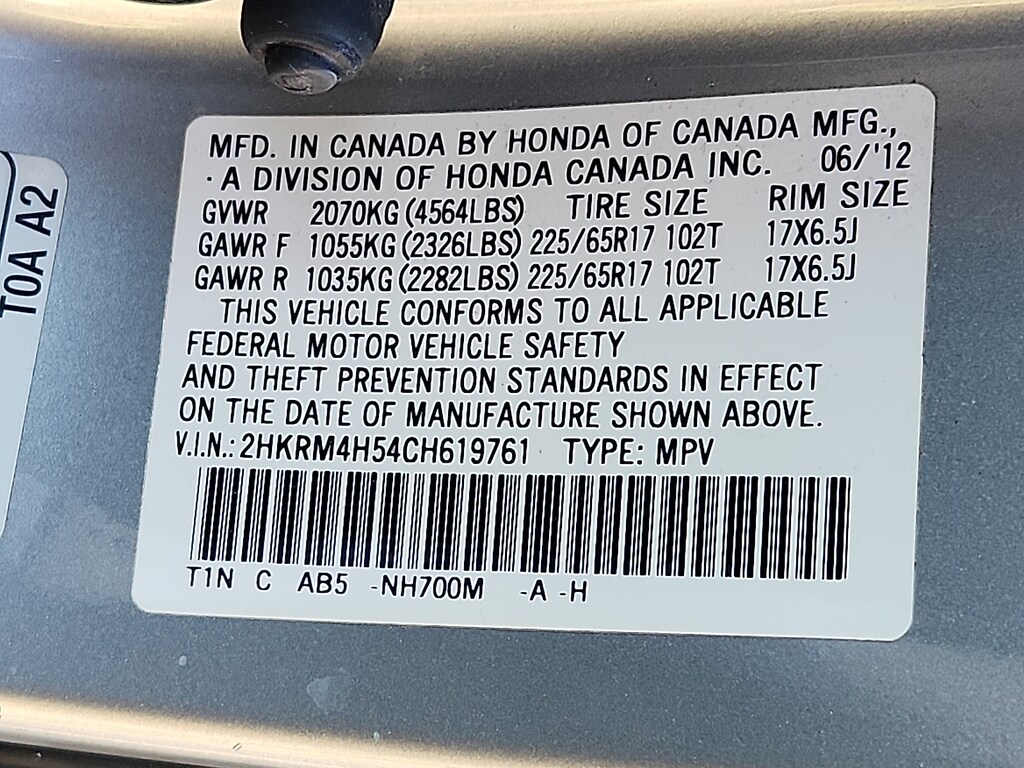 MFD. IN CANADA BY HONDA OF CANADA MFG.,
· A DIVISION OF HONDA CANADA INC. 06/'12
GVWR 2070KG (4564LBS) TIRE SIZE RIM SIZE
GAWR F 1055KG (2326LBS) 225/65R17 102T 17X6.5J
GAWR R 1035KG (2282LBS) 225/65R17 102T 17X6.5J
THIS VEHICLE CONFORMS TO ALL APPLICABLE
FEDERAL MOTOR VEHICLE SAFETY
AND THEFT PREVENTION STANDARDS IN EFFECT
ON THE DATE OF MANUFACTURE SHOWN ABOVE.
V.I.N.: 2HKRM4H54CH619761 TYPE: MPV
T1N C AB5 -NH700M -A -H
T0A A2